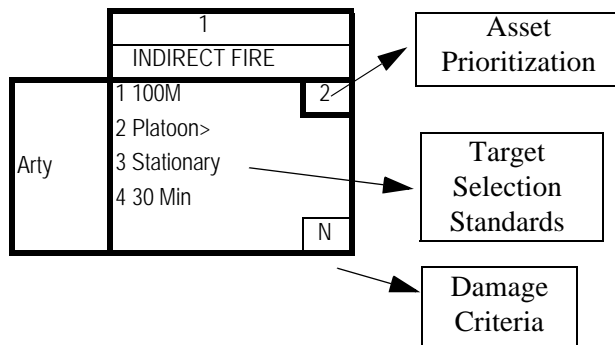 1
INDIRECT FIRE
Arty
1 100M
2
2 Platoon>
3 Stationary
4 30 Min
N
Asset
Prioritization
Target
Selection
Standards
Damage
Criteria